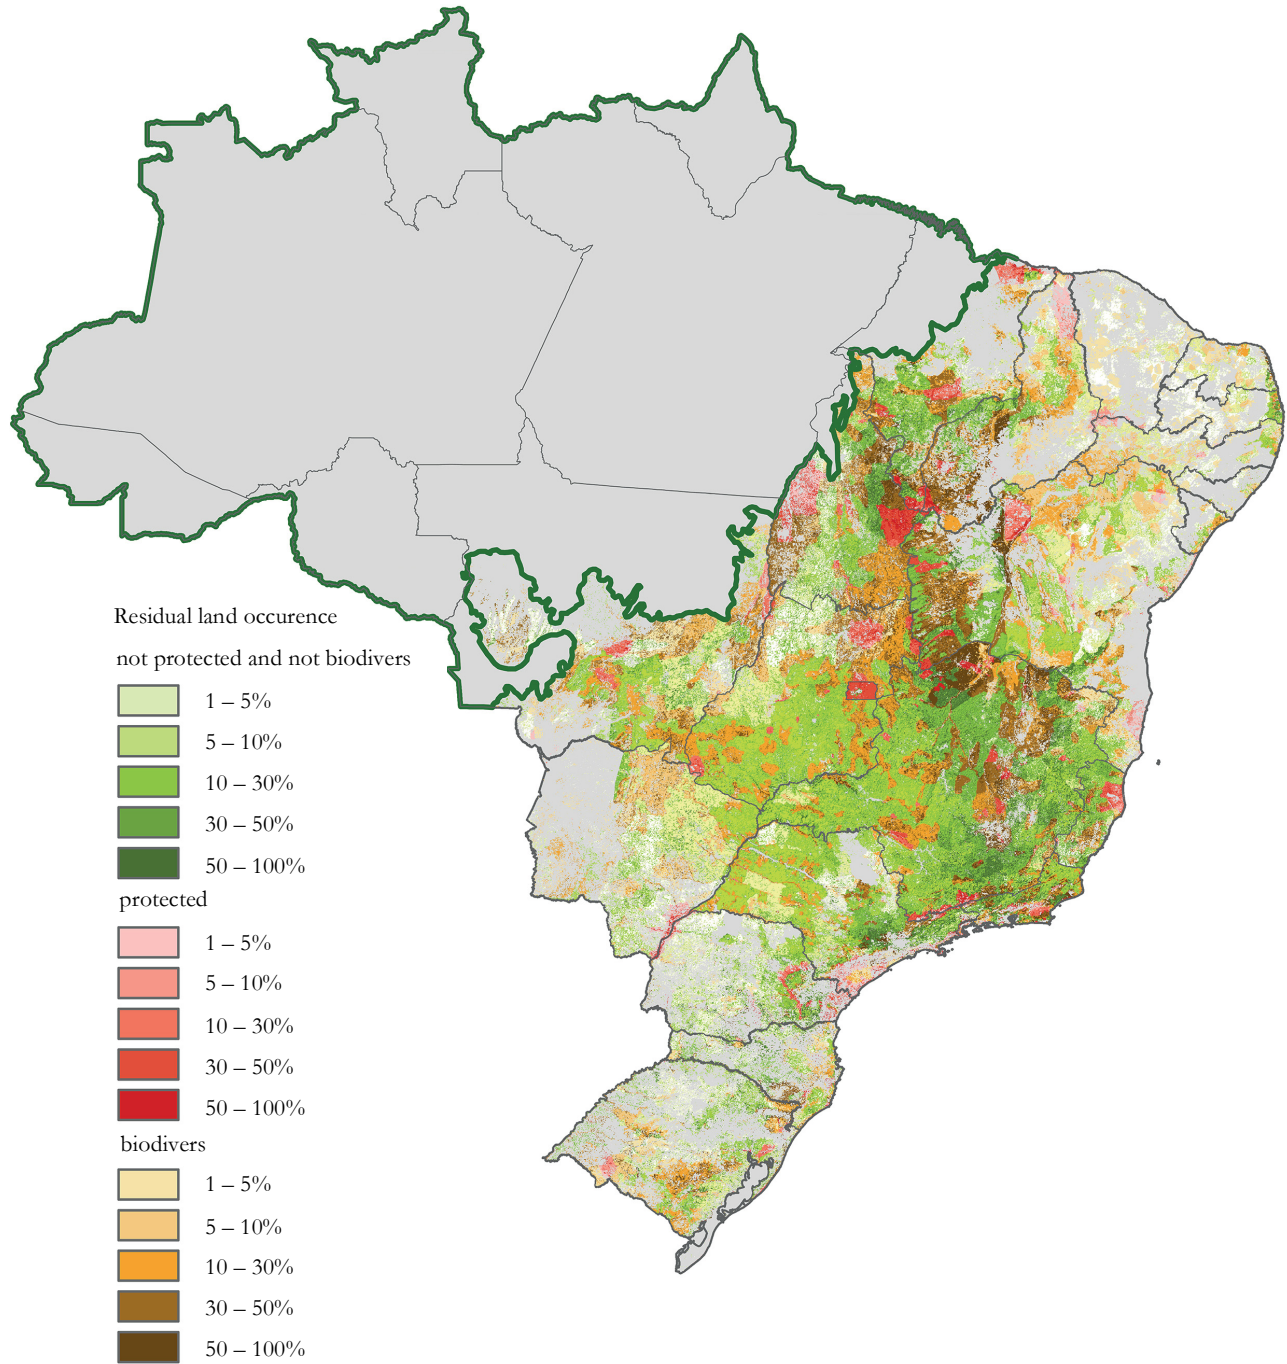 Residual land occurence
not protected and not biodivers
1 – 5%
5 – 10%
10 – 30%
30 – 50%
50 – 100%
protected
1 – 5%
5 – 10%
10 – 30%
30 – 50%
50 – 100%
biodivers
1 – 5%
5 – 10%
10 – 30%
30 – 50%
50 – 100%